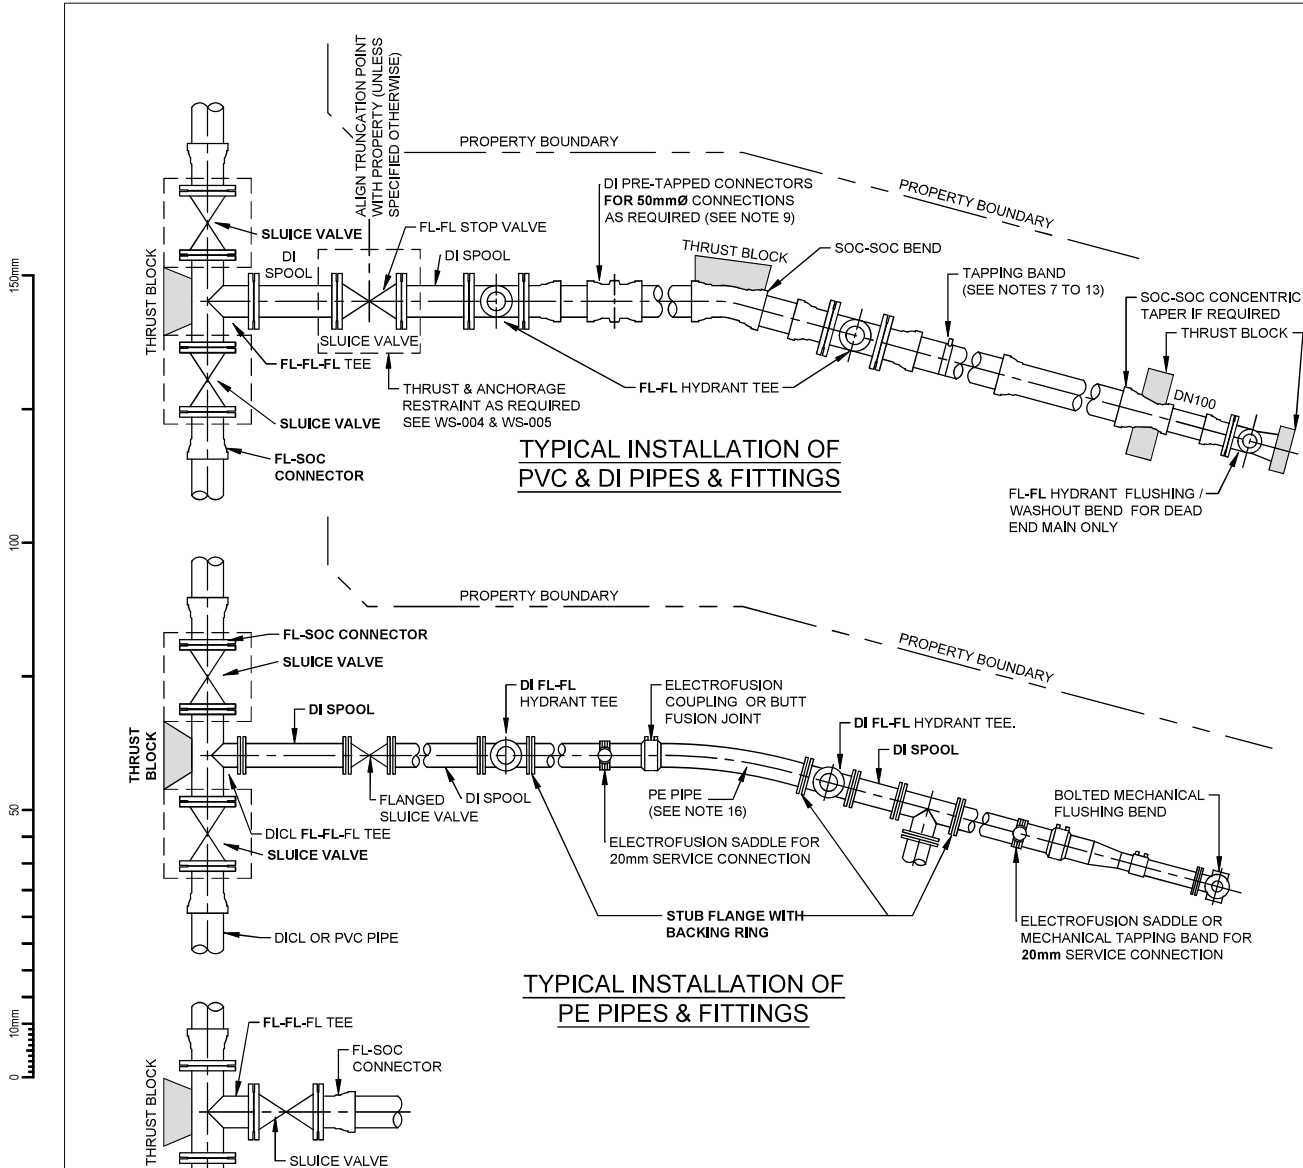 ALIGN TRUNCATION POINT
WITH PROPERTY (UNLESS
SPECIFIED OTHERWISE)
PROPERTY BOUNDARY
PROPERTY BOUNDARY
DI PRE-TAPPED CONNECTORS
FOR 50mmØ CONNECTIONS
AS REQUIRED (SEE NOTE 9)
SLUICE VALVE
FL-FL STOP VALVE
DI
SPOOL
DI SPOOL
THRUST BLOCK
SOC-SOC BEND
TAPPING BAND
(SEE NOTES 7 TO 13)
SOC-SOC CONCENTRIC
TAPER IF REQUIRED
THRUST BLOCK
THRUST BLOCK
SLUICE VALVE
FL-FL-FL TEE
THRUST & ANCHORAGE
RESTRAINT AS REQUIRED
SEE WS-004 & WS-005
FL-FL HYDRANT TEE
DN100
SLUICE VALVE
FL-SOC
CONNECTOR
TYPICAL INSTALLATION OF
PVC & DI PIPES & FITTINGS
FL-FL HYDRANT FLUSHING /
WASHOUT BEND FOR DEAD
END MAIN ONLY
PROPERTY BOUNDARY
PROPERTY BOUNDARY
FL-SOC CONNECTOR
SLUICE VALVE
DI SPOOL
DI FL-FL
HYDRANT TEE
ELECTROFUSION
COUPLING OR BUTT
FUSION JOINT
DI FL-FL HYDRANT TEE.
DI SPOOL
THRUST
BLOCK
FLANGED
SLUICE VALVE
DI SPOOL
PE PIPE
(SEE NOTE 16)
BOLTED MECHANICAL
FLUSHING BEND
DICL FL-FL-FL TEE
SLUICE VALVE
ELECTROFUSION SADDLE FOR
20mm SERVICE CONNECTION
STUB FLANGE WITH
BACKING RING
ELECTROFUSION SADDLE OR
MECHANICAL TAPPING BAND FOR
20mm SERVICE CONNECTION
DICL OR PVC PIPE
TYPICAL INSTALLATION OF
PE PIPES & FITTINGS
FL-FL-FL TEE
FL-SOC
CONNECTOR
THRUST BLOCK
SLUICE VALVE
150mm
100
50
10mm
0